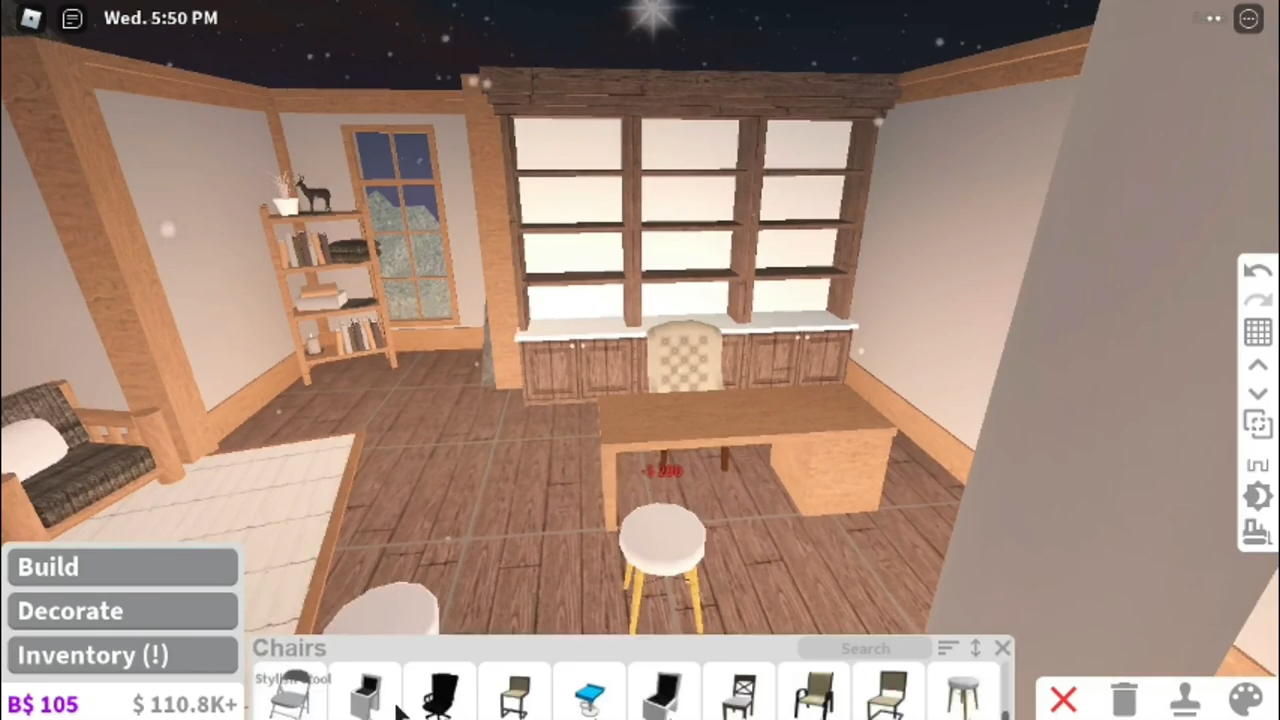 Wed. 5:50 PM
Build
Decorate
Inventory (!)
B$ 105
$ 110.8K+
Chairs
Search